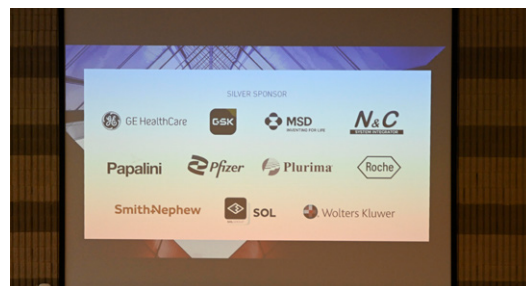 SILVER SPONSOR
GE HealthCare
GSK
MSD
INVENTING FOR LIFE
N&C
SYSTEM INTEGRATOR
Papalini
Pfizer
Plurima
Roche
Smith+Nephew
SOL
Wolters Kluwer